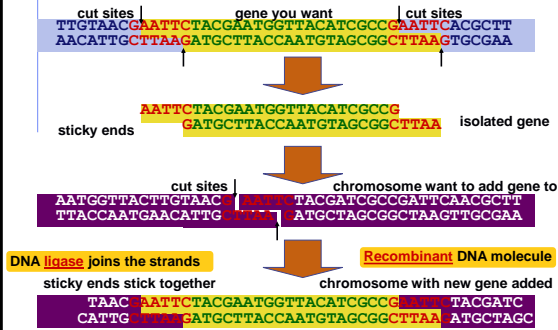 cut sites gene you want cut sites
TTGTAACGAATTCTACGAATGGTTACATCGCCGAATTCACGCTT
AACATTGCTTAAGATGCTTACCAATGTAGCGGCTTAAGTGCGAA
AATTCTACGAATGGTTACATCGCCG
GATGCTTACCAATGTAGCGGCTTAA
sticky ends isolated gene
cut sites chromosome want to add gene to
AATGGTTACTTGTAACG AATTCTACGATCGCCGATTCAACGCTT
TTACCAATGAACATTGCTTAA GATGCTAGCGGCTAAGTTGCGAA
DNA ligase joins the strands Recombinant DNA molecule
sticky ends stick together chromosome with new gene added
TAACGAATTCTACGAATGGTTACATCGCCGAATTCTACGATC
CATTGCTTAAGATGCTTACCAATGTAGCGGCTTAAGATGCTAGC